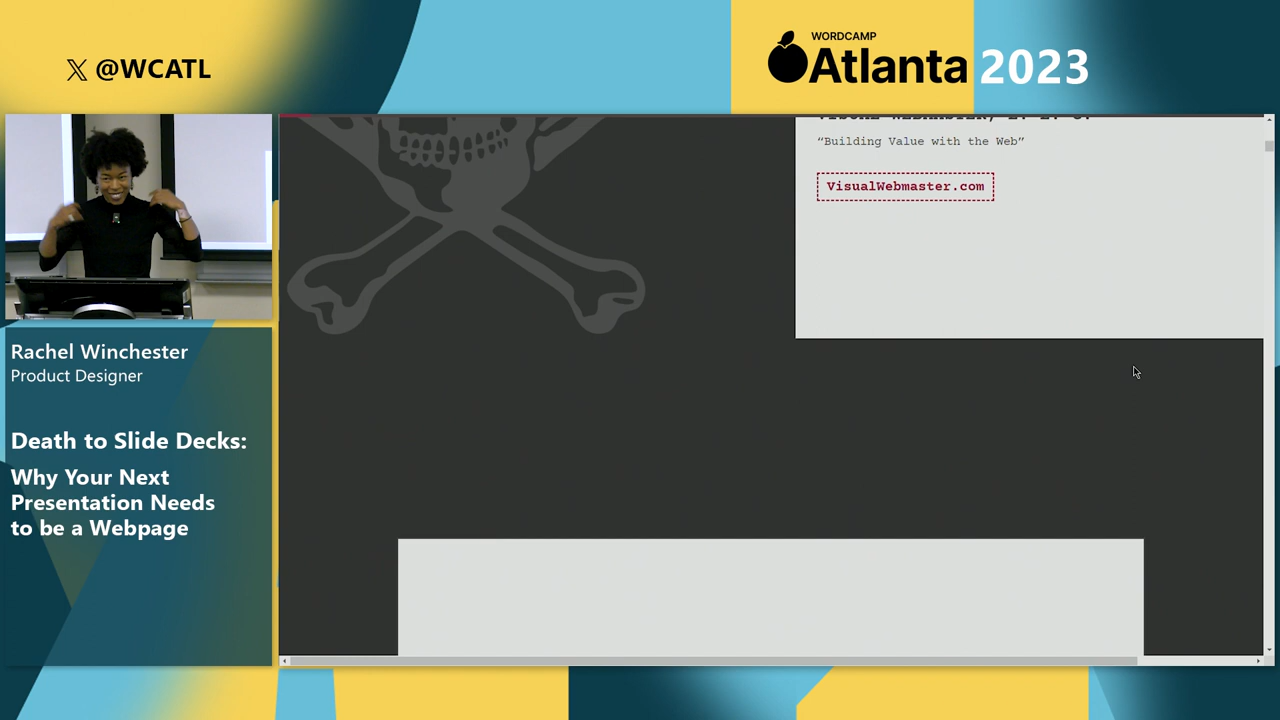 @WCATL
WORDCAMP
Atlanta 2023
“Building Value with the Web”
VisualWebmaster.com
Rachel Winchester
Product Designer
Death to Slide Decks:
Why Your Next
Presentation Needs
to be a Webpage